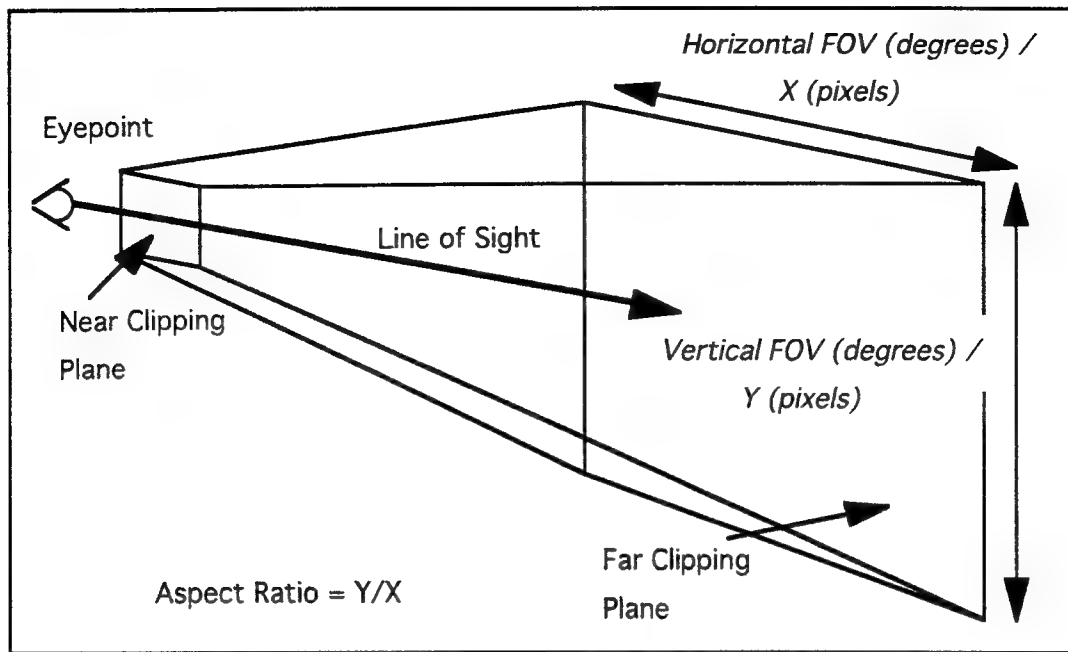 Horizontal FOV (degrees) /
X (pixels)
Eyepoint
Line of Sight
Near Clipping
Plane
Vertical FOV (degrees) /
Y (pixels)
Far Clipping
Plane
Aspect Ratio = Y/X